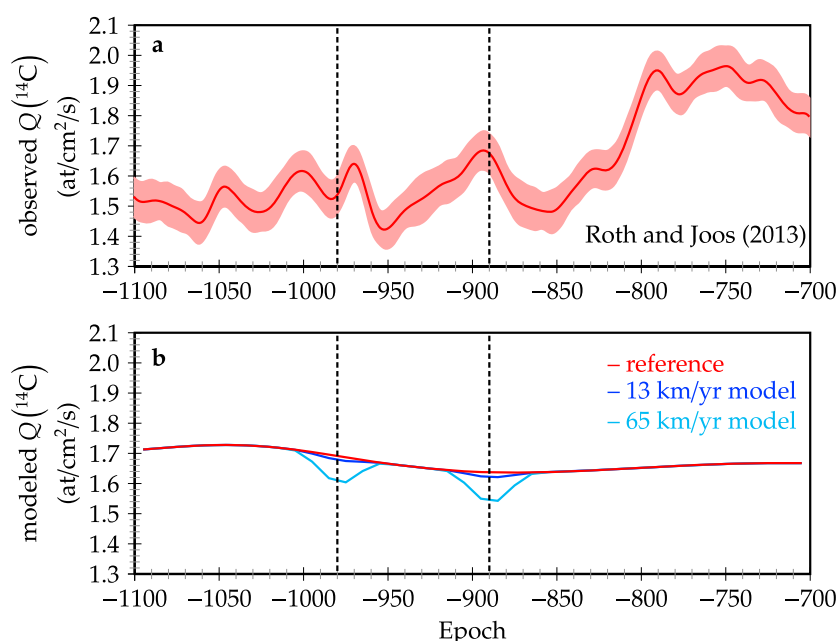 a
observed Q(¹⁴C)
(at/cm²/s)
2.1
2.0
1.9
1.8
1.7
1.6
1.5
1.4
1.3
Roth and Joos (2013)
−1100 −1050 −1000 −950 −900 −850 −800 −750 −700
b
modeled Q(¹⁴C)
(at/cm²/s)
2.1
2.0
1.9
1.8
1.7
1.6
1.5
1.4
1.3
– reference
– 13 km/yr model
– 65 km/yr model
−1100 −1050 −1000 −950 −900 −850 −800 −750 −700
Epoch